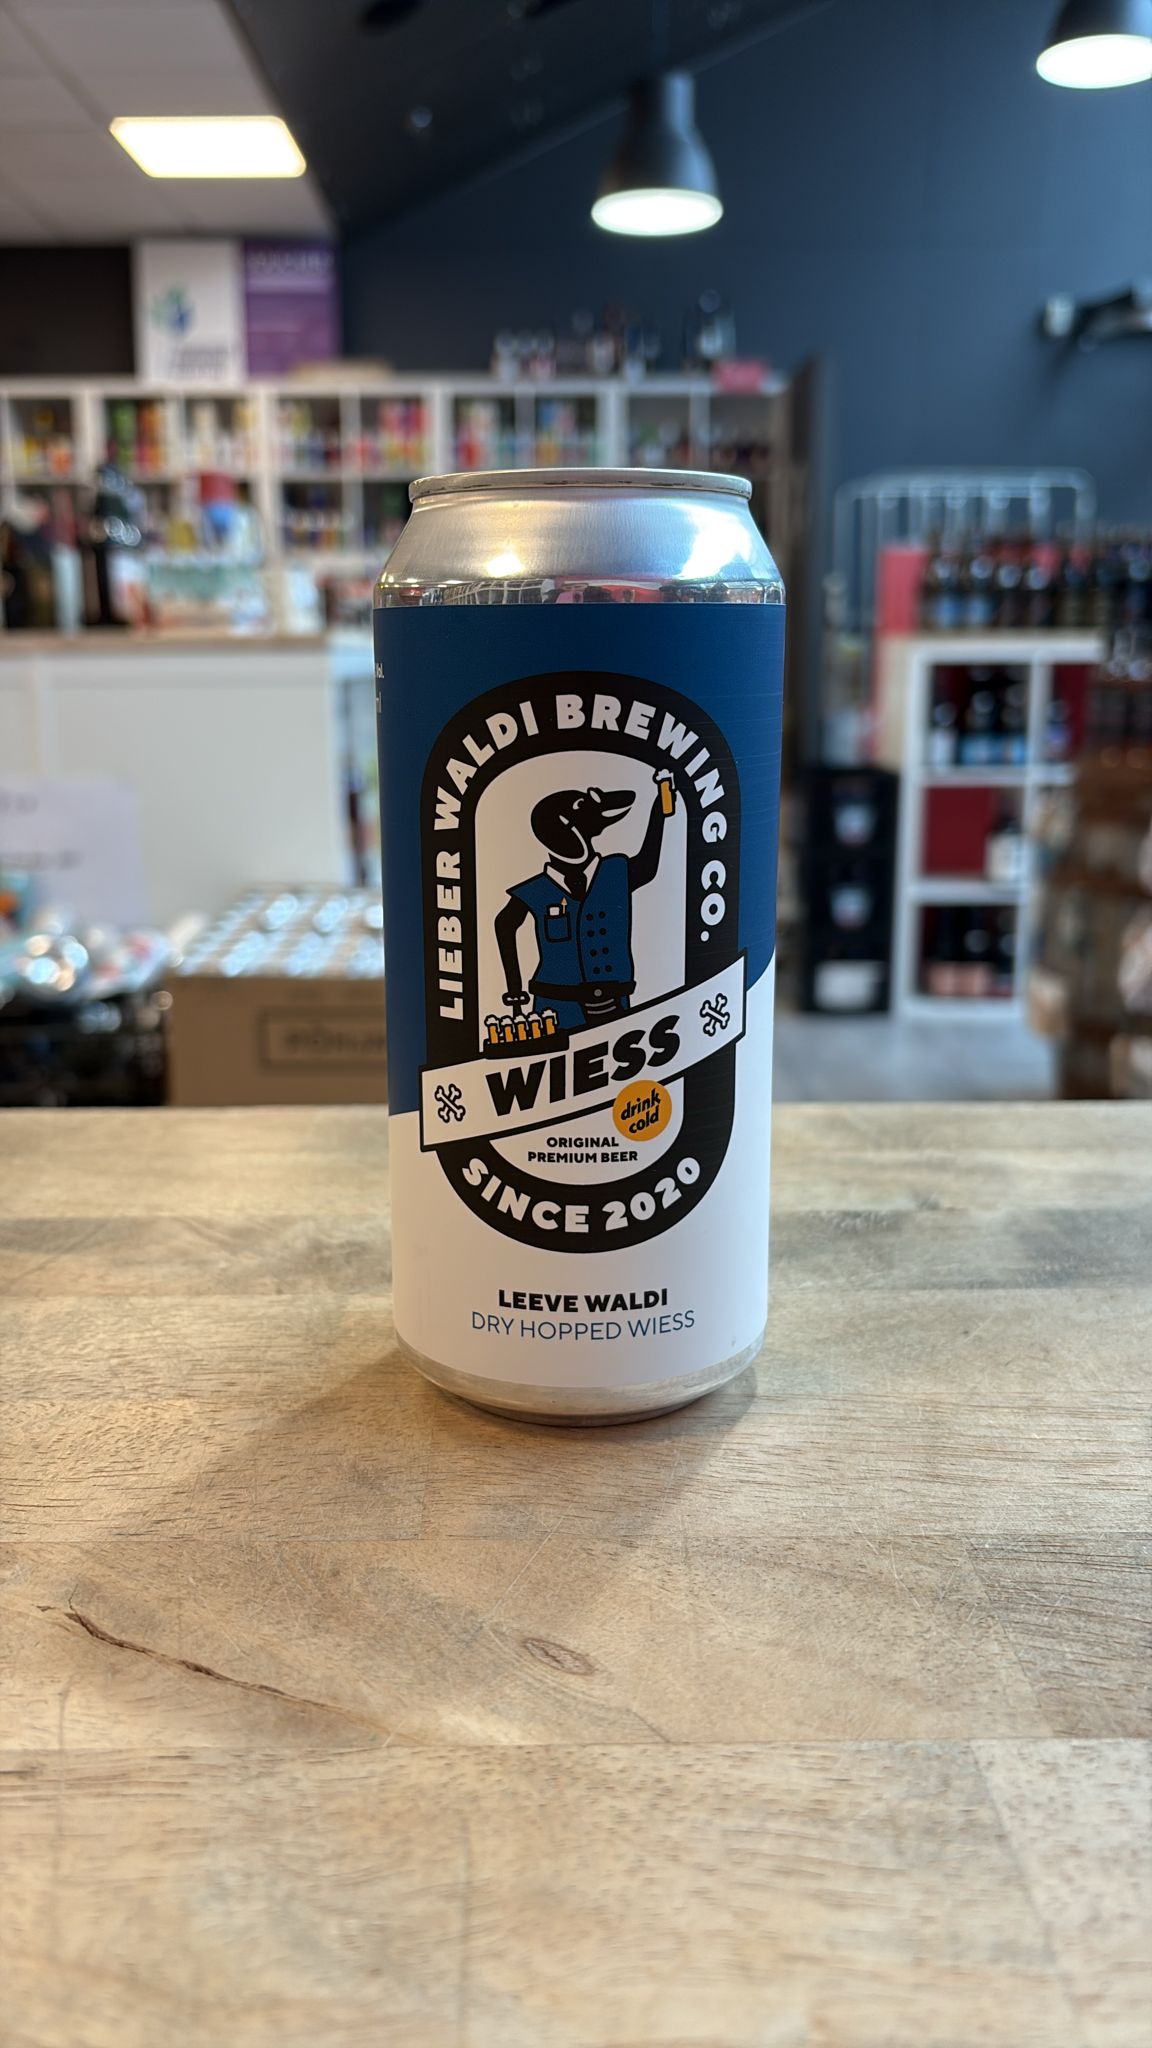 LIEBER WALDI BREWING CO.
WIESS
drink
cold
ORIGINAL
PREMIUM BEER
SINCE 2020
LEEVE WALDI
DRY HOPPED WIESS